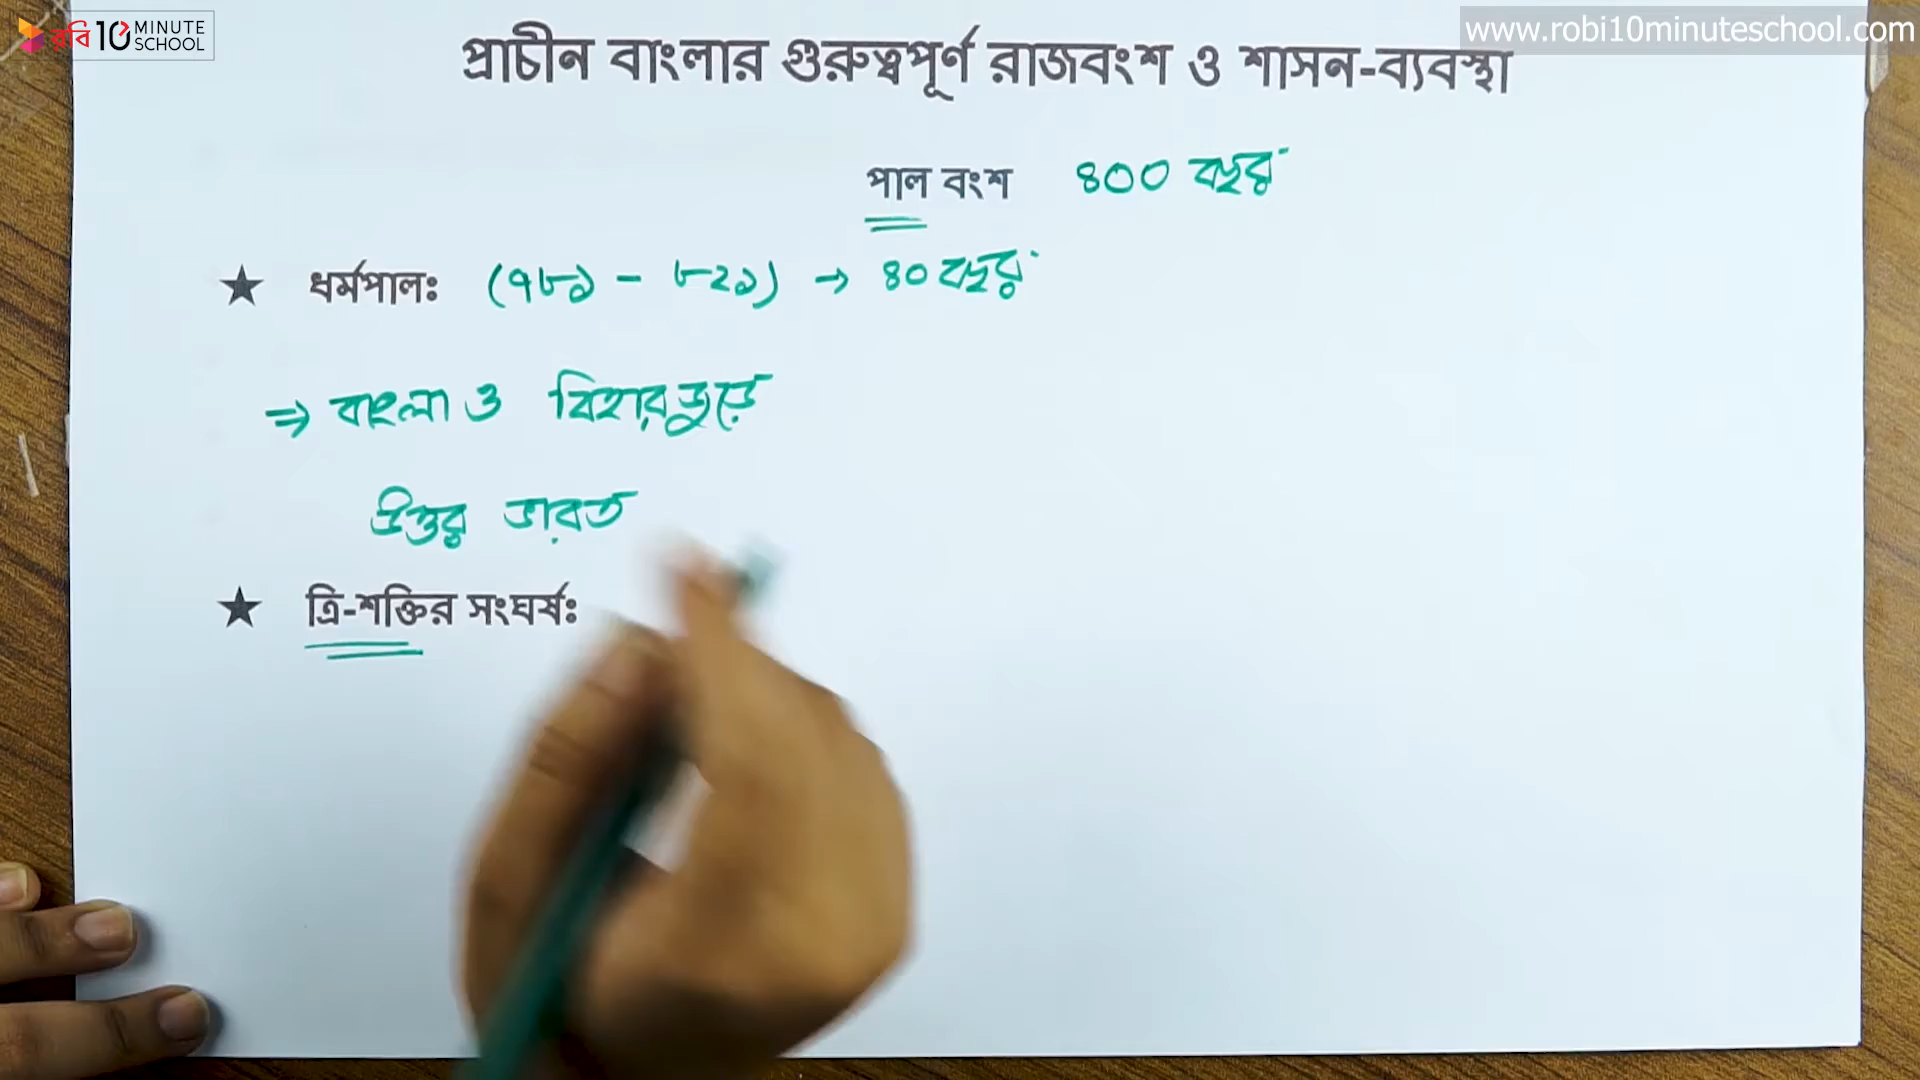 রবি 10 MINUTE SCHOOL
www.robi10minuteschool.com
প্রাচীন বাংলার গুরুত্বপূর্ণ রাজবংশ ও শাসন-ব্যবস্থা
পাল বংশ ৪০০ বছর
★ ধর্মপালঃ (৭৮১ - ৮২১) → ৪০ বছর
⇒ বাংলা ও বিহারজুড়ে
উত্তর ভারত
★ ত্রি-শক্তির সংঘর্ষঃ